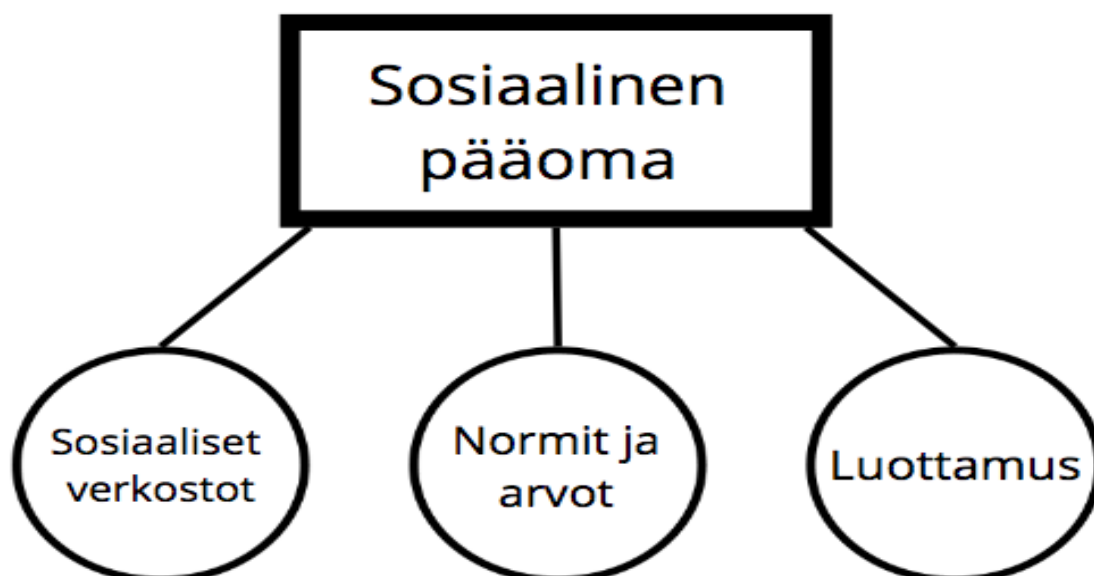 Sosiaalinen
pääoma
Sosiaaliset
verkostot
Normit ja
arvot
Luottamus